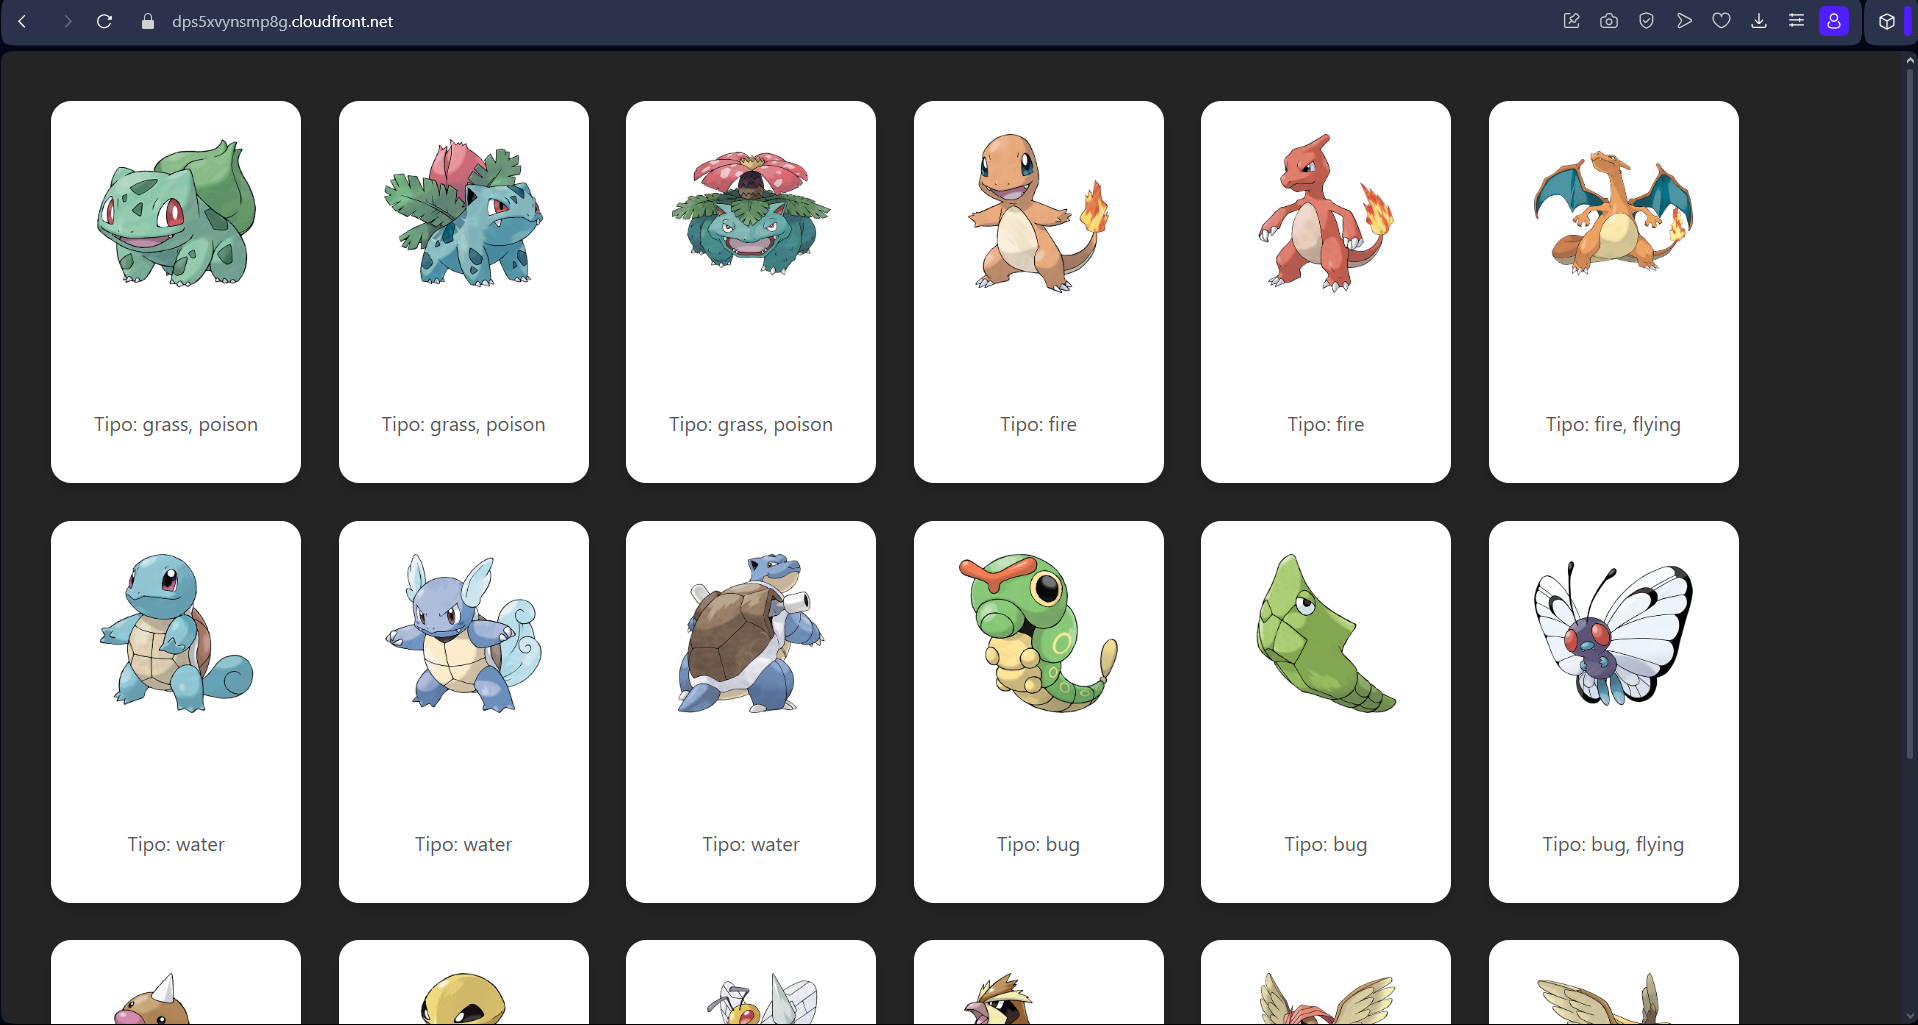 dps5xvynsmp8g.cloudfront.net
Tipo: grass, poison
Tipo: grass, poison
Tipo: grass, poison
Tipo: fire
Tipo: fire
Tipo: fire, flying
Tipo: water
Tipo: water
Tipo: water
Tipo: bug
Tipo: bug
Tipo: bug, flying